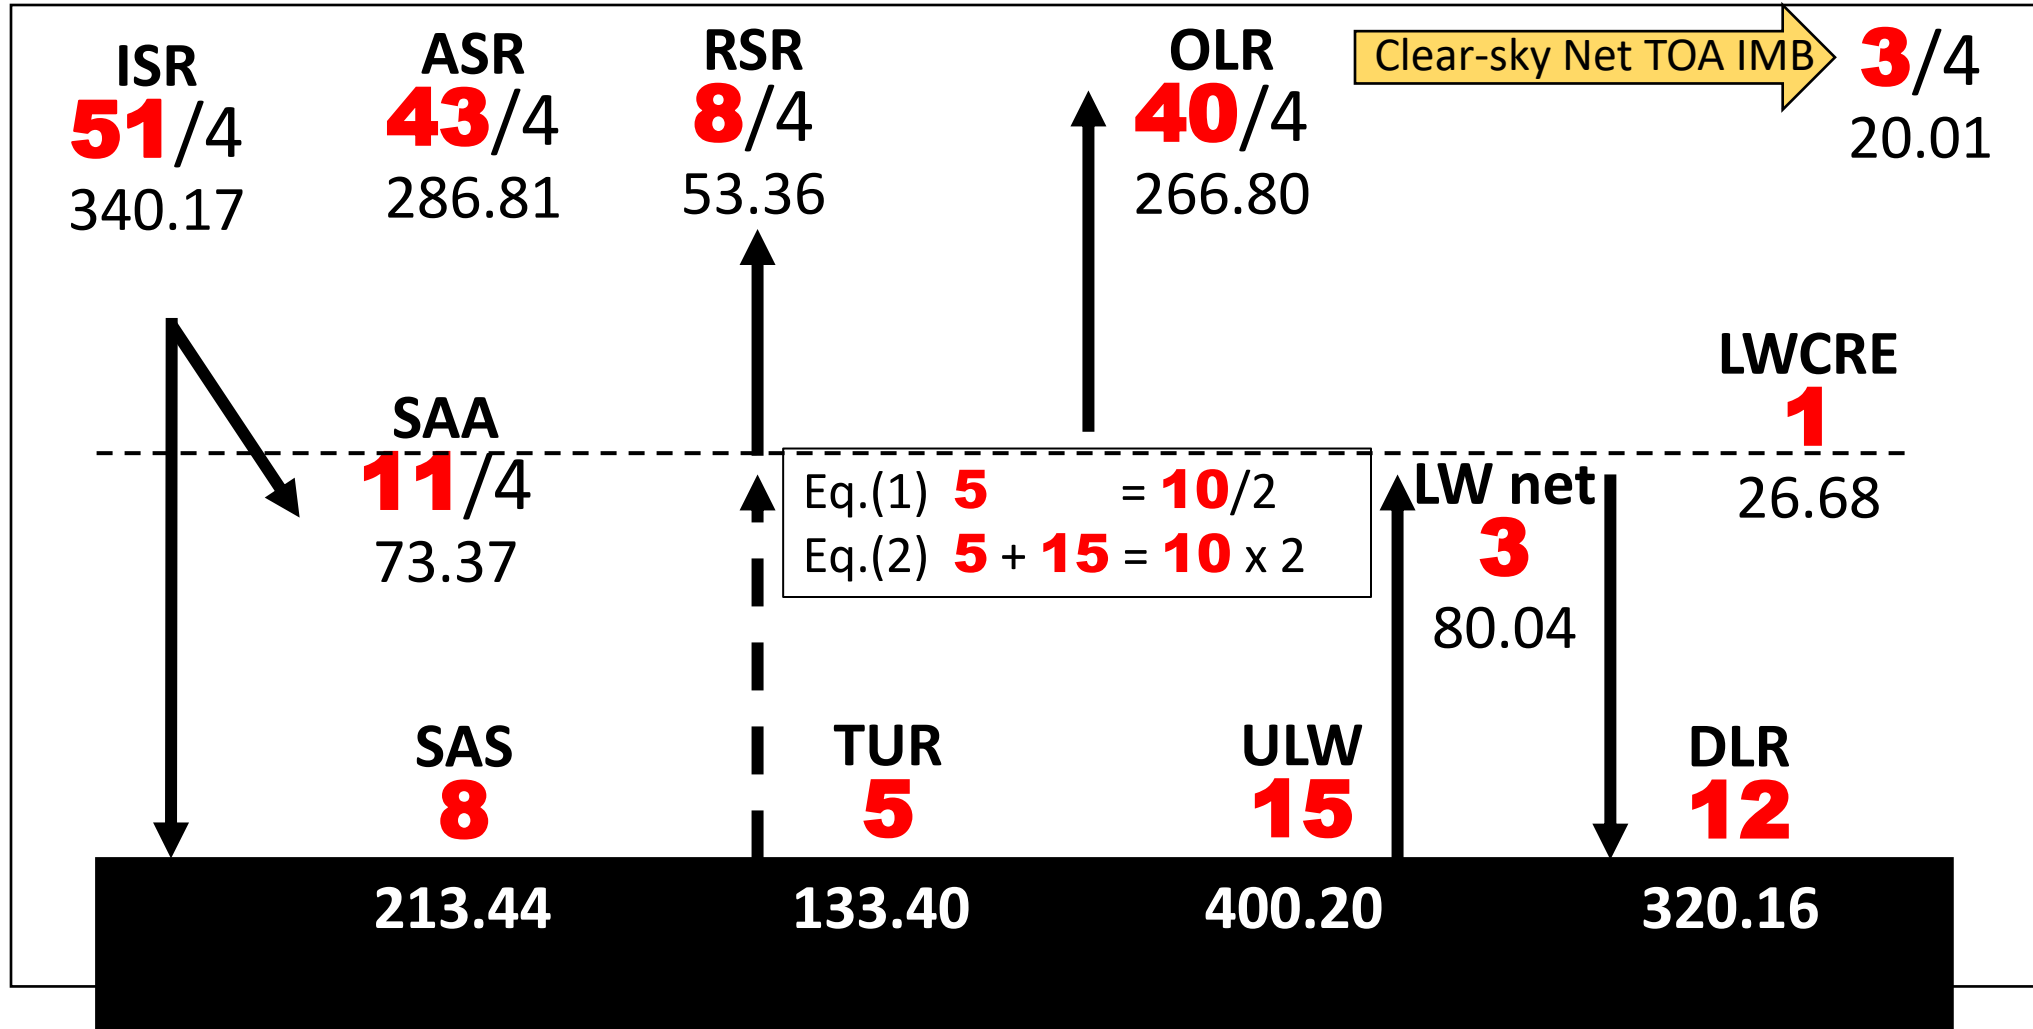 ISR
51/4
340.17
ASR
43/4
286.81
RSR
8/4
53.36
OLR
40/4
266.80
Clear-sky Net TOA IMB
3/4
20.01
SAA
11/4
73.37
Eq.(1) 5 = 10/2
Eq.(2) 5 + 15 = 10 x 2
LW net
3
80.04
LWCRE
1
26.68
SAS
8
213.44
TUR
5
133.40
ULW
15
400.20
DLR
12
320.16